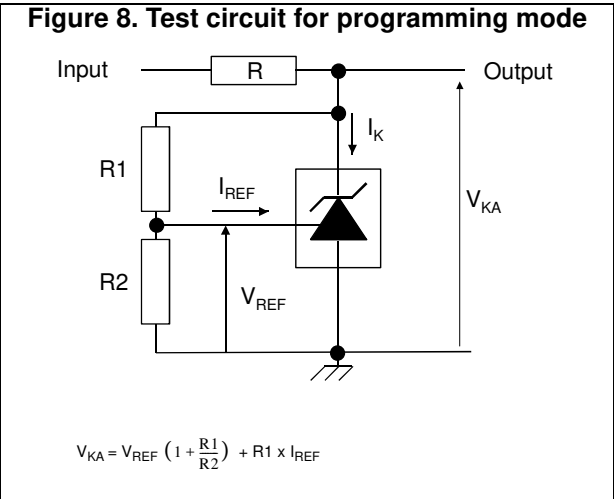 Figure 8. Test circuit for programming mode
Input R Output
I_K
R1
I_REF
V_KA
R2
V_REF
V_KA = V_REF (1 + R1/R2) + R1 x I_REF